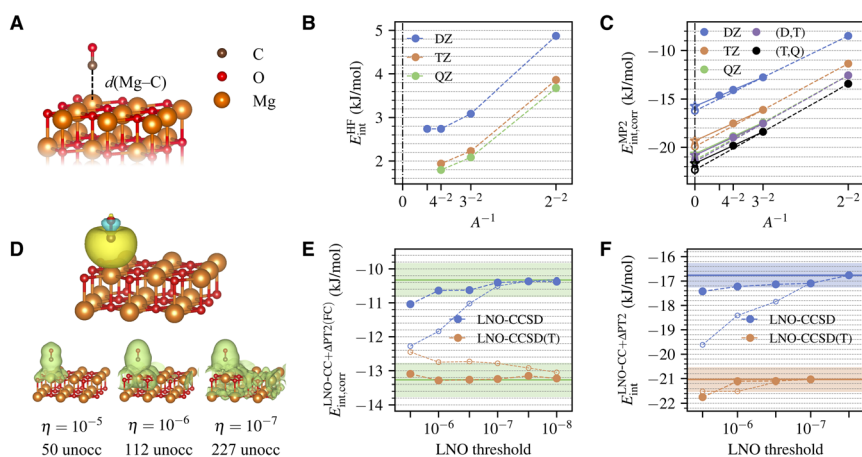 A
d(Mg–C)
C
O
Mg
B
E_int^HF (kJ/mol)
5
4
3
2
DZ
TZ
QZ
0
4⁻²
3⁻²
2⁻²
A⁻¹
C
E_int,corr^MP2 (kJ/mol)
−10
−15
−20
DZ
TZ
QZ
(D,T)
(T,Q)
0
4⁻²
3⁻²
2⁻²
A⁻¹
D
η = 10⁻⁵
50 unocc
η = 10⁻⁶
112 unocc
η = 10⁻⁷
227 unocc
E
E_int,corr^LNO-CC+ΔPT2(FC) (kJ/mol)
−10
−11
−12
−13
−14
LNO-CCSD
LNO-CCSD(T)
10⁻⁶
10⁻⁷
10⁻⁸
LNO threshold
F
E_int^LNO-CC+ΔPT2 (kJ/mol)
−16
−17
−18
−19
−20
−21
−22
LNO-CCSD
LNO-CCSD(T)
10⁻⁶
10⁻⁷
LNO threshold